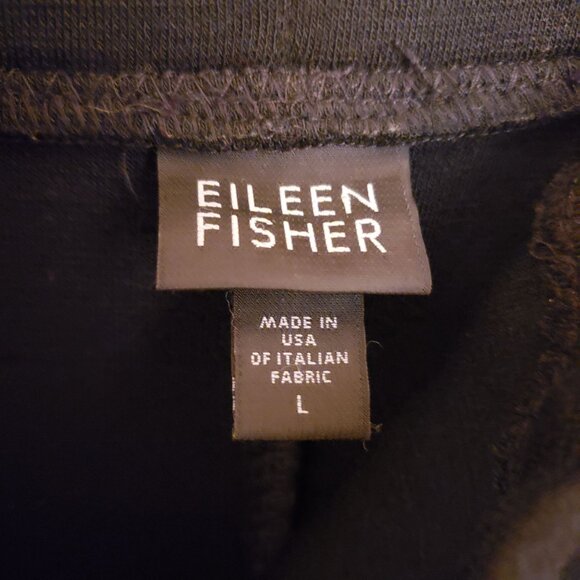 EILEEN
FISHER
MADE IN
USA
OF ITALIAN
FABRIC
L